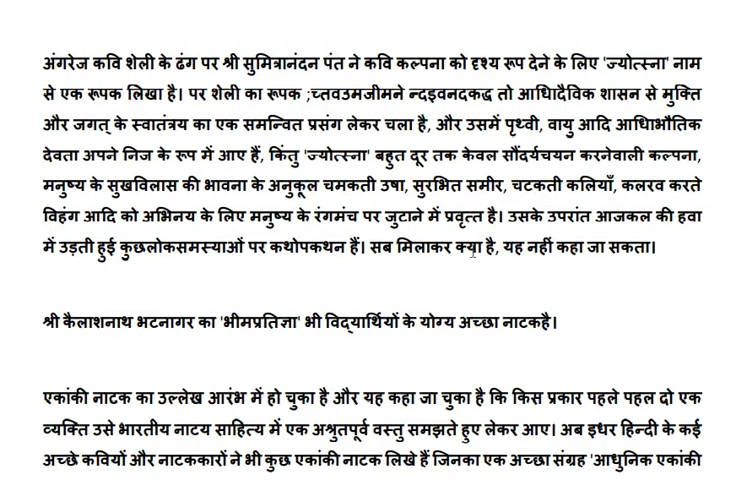 अंगरेज कवि शेली के ढंग पर श्री सुमित्रानंदन पंत ने कवि कल्पना को दृश्य रूप देने के लिए 'ज्योत्स्ना' नाम
से एक रूपक लिखा है। पर शेली का रूपक ;च्तवउमजीमने न्दइवनदकद्ध तो आधिादैविक शासन से मुक्ति
और जगत् के स्वातंत्रय का एक समन्वित प्रसंग लेकर चला है, और उसमें पृथ्वी, वायु आदि आधिाभौतिक
देवता अपने निज के रूप में आए हैं, किंतु 'ज्योत्स्ना' बहुत दूर तक केवल सौंदर्यचयन करनेवाली कल्पना,
मनुष्य के सुखविलास की भावना के अनुकूल चमकती उषा, सुरभित समीर, चटकती कलियाँ, कलरव करते
विहंग आदि को अभिनय के लिए मनुष्य के रंगमंच पर जुटाने में प्रवृत्त है। उसके उपरांत आजकल की हवा
में उड़ती हुई कुछलोकसमस्याओं पर कथोपकथन हैं। सब मिलाकर क्या है, यह नहीं कहा जा सकता।
श्री कैलाशनाथ भटनागर का 'भीमप्रतिज्ञा' भी विद्यार्थियों के योग्य अच्छा नाटकहै।
एकांकी नाटक का उल्लेख आरंभ में हो चुका है और यह कहा जा चुका है कि किस प्रकार पहले पहल दो एक
व्यक्ति उसे भारतीय नाटय साहित्य में एक अश्रुतपूर्व वस्तु समझते हुए लेकर आए। अब इधर हिन्दी के कई
अच्छे कवियों और नाटककारों ने भी कुछ एकांकी नाटक लिखे हैं जिनका एक अच्छा संग्रह 'आधुनिक एकांकी